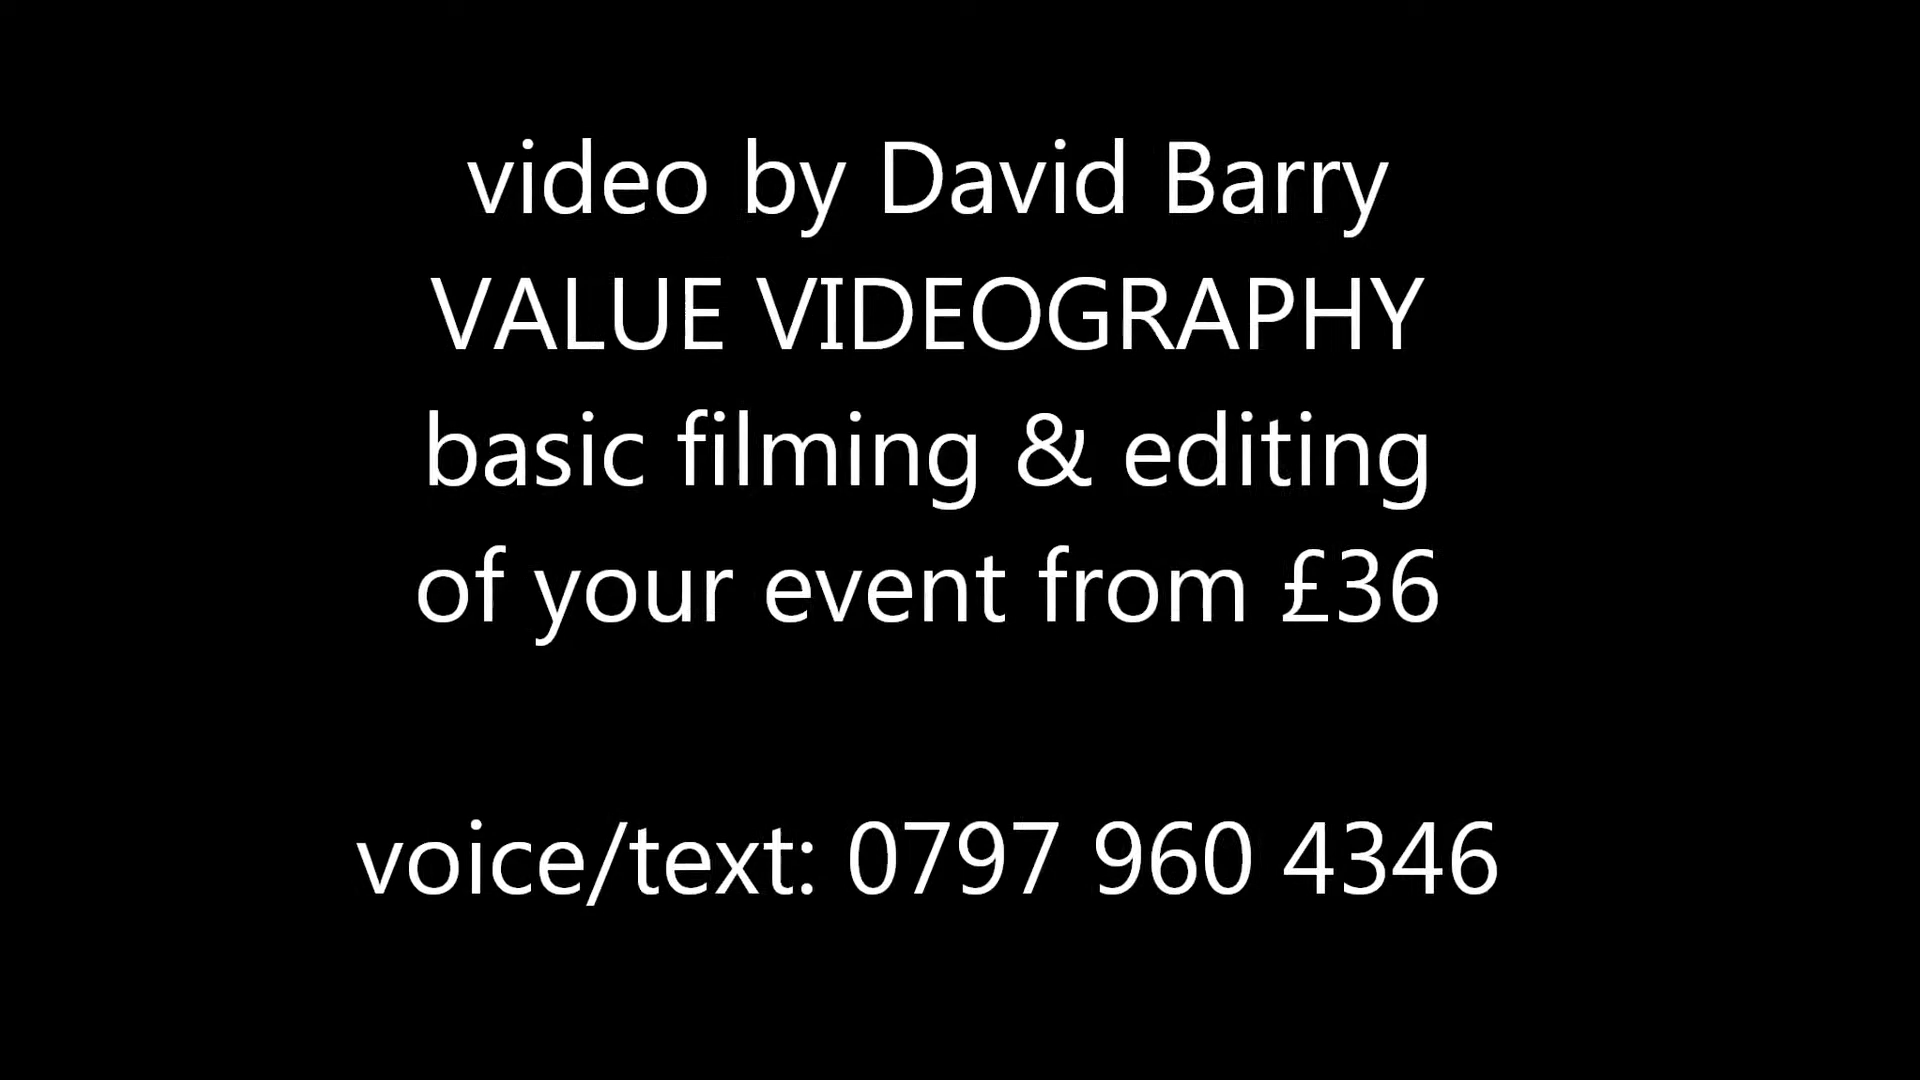 video by David Barry
VALUE VIDEOGRAPHY
basic filming & editing
of your event from £36
voice/text: 0797 960 4346